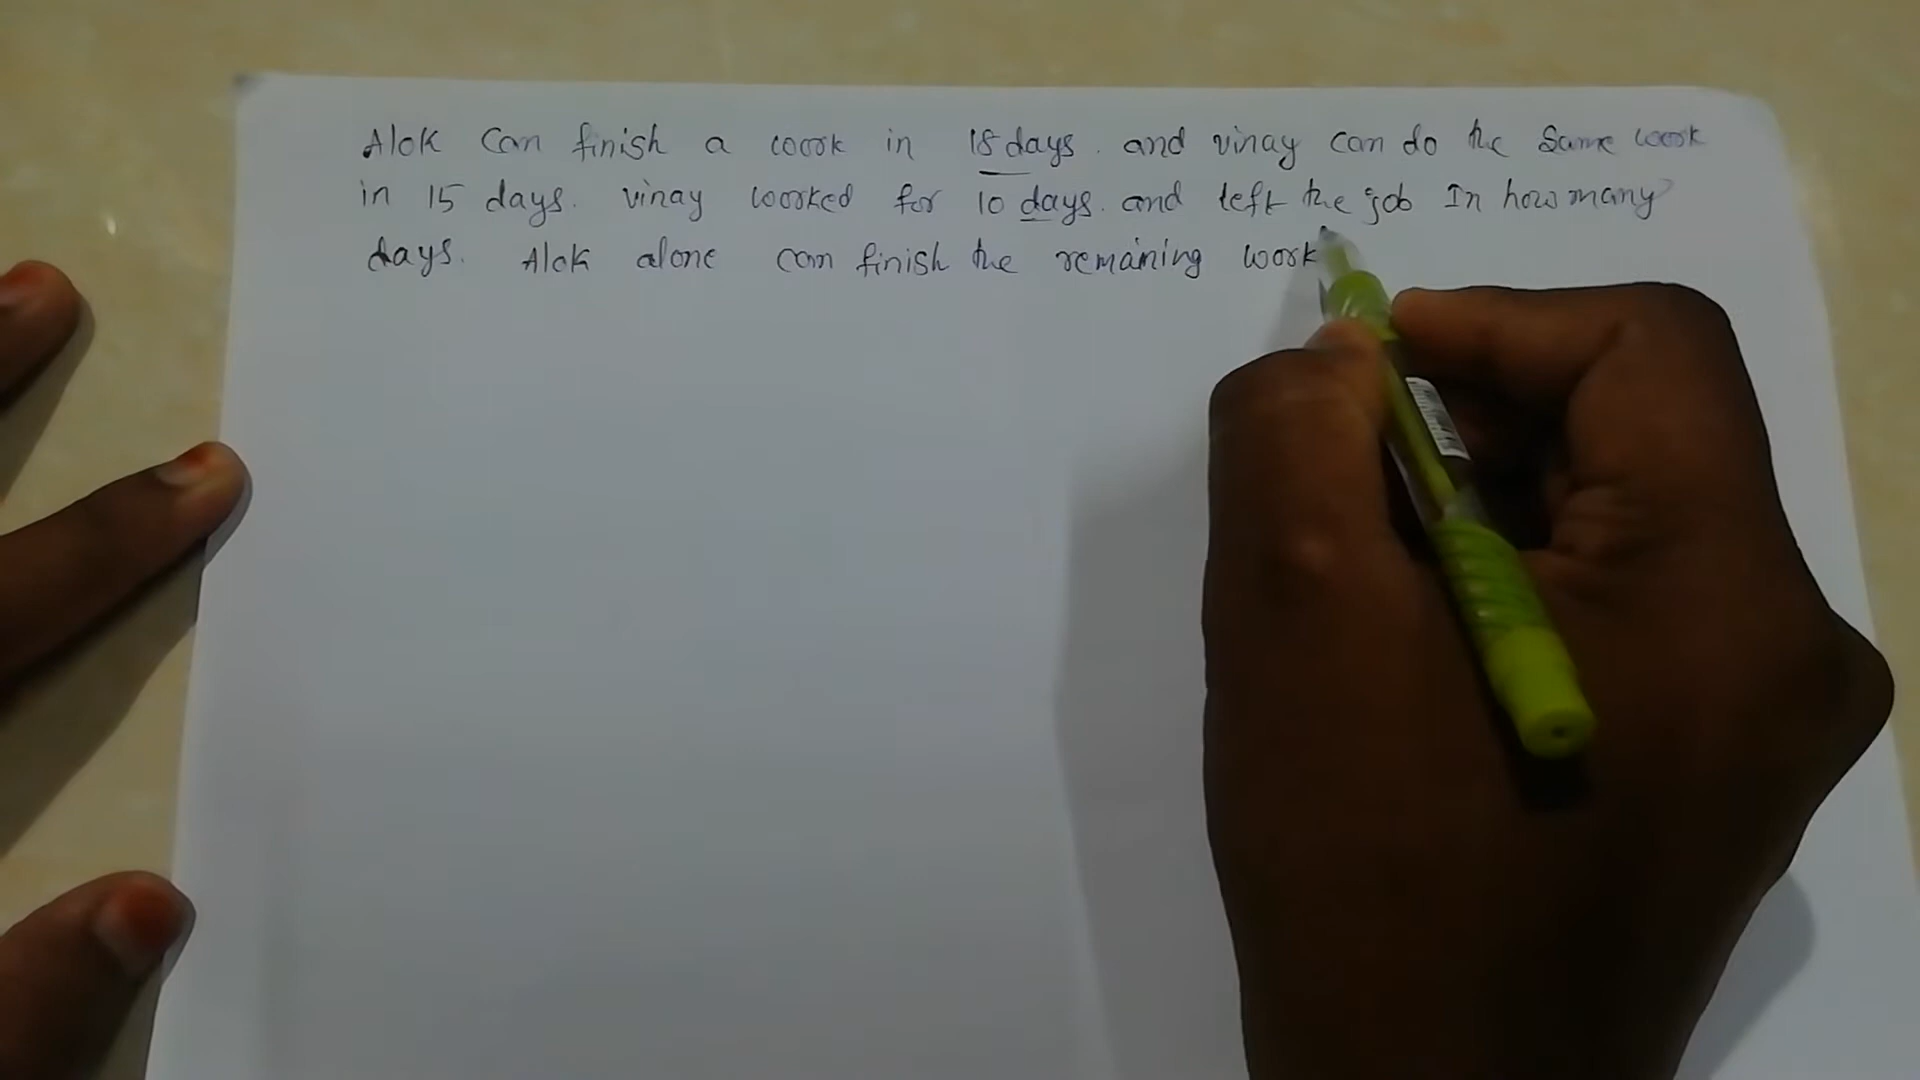 Alok can finish a work in 18 days. and vinay can do the same work
in 15 days. vinay worked for 10 days. and left the job In how many
days. Alok alone can finish the remaining work